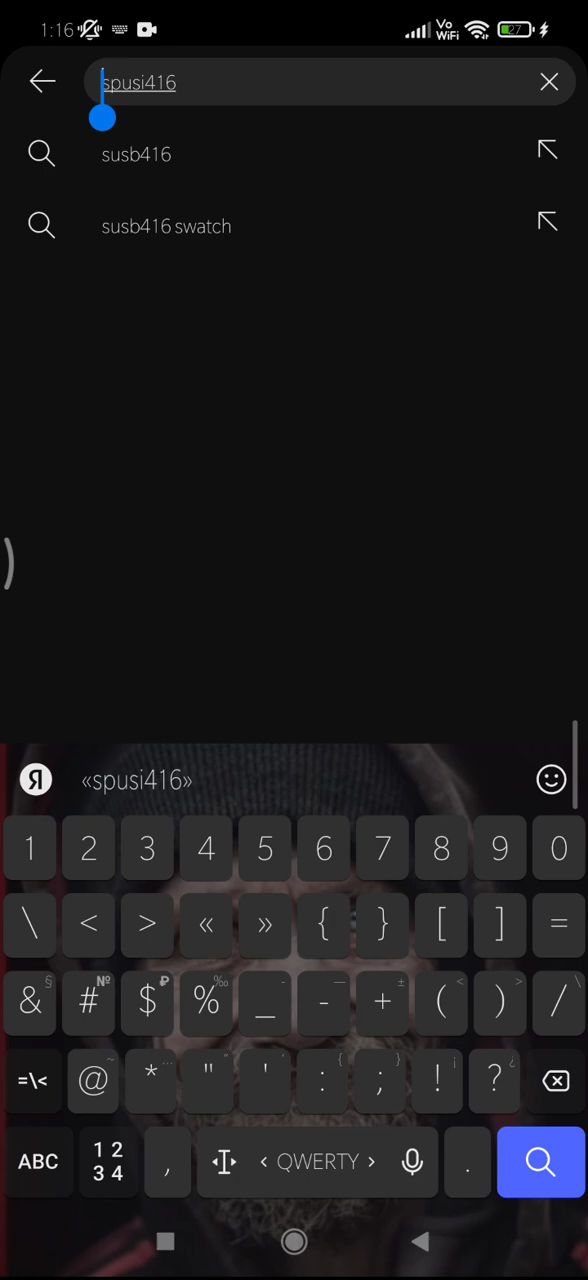 1:16 Vo WiFi 27
spusi416
susb416
susb416 swatch
Я «spusi416»
1 2 3 4 5 6 7 8 9 0
\ < > « » { } [ ] =
& § # № $ ₽ % ‰ _ - - — + ± ( < ) > / \
=\< @ ~ * … " “ ' ‘ : { ; } ! ¡ ? ¿
ABC 1 2 3 4 , < QWERTY > .